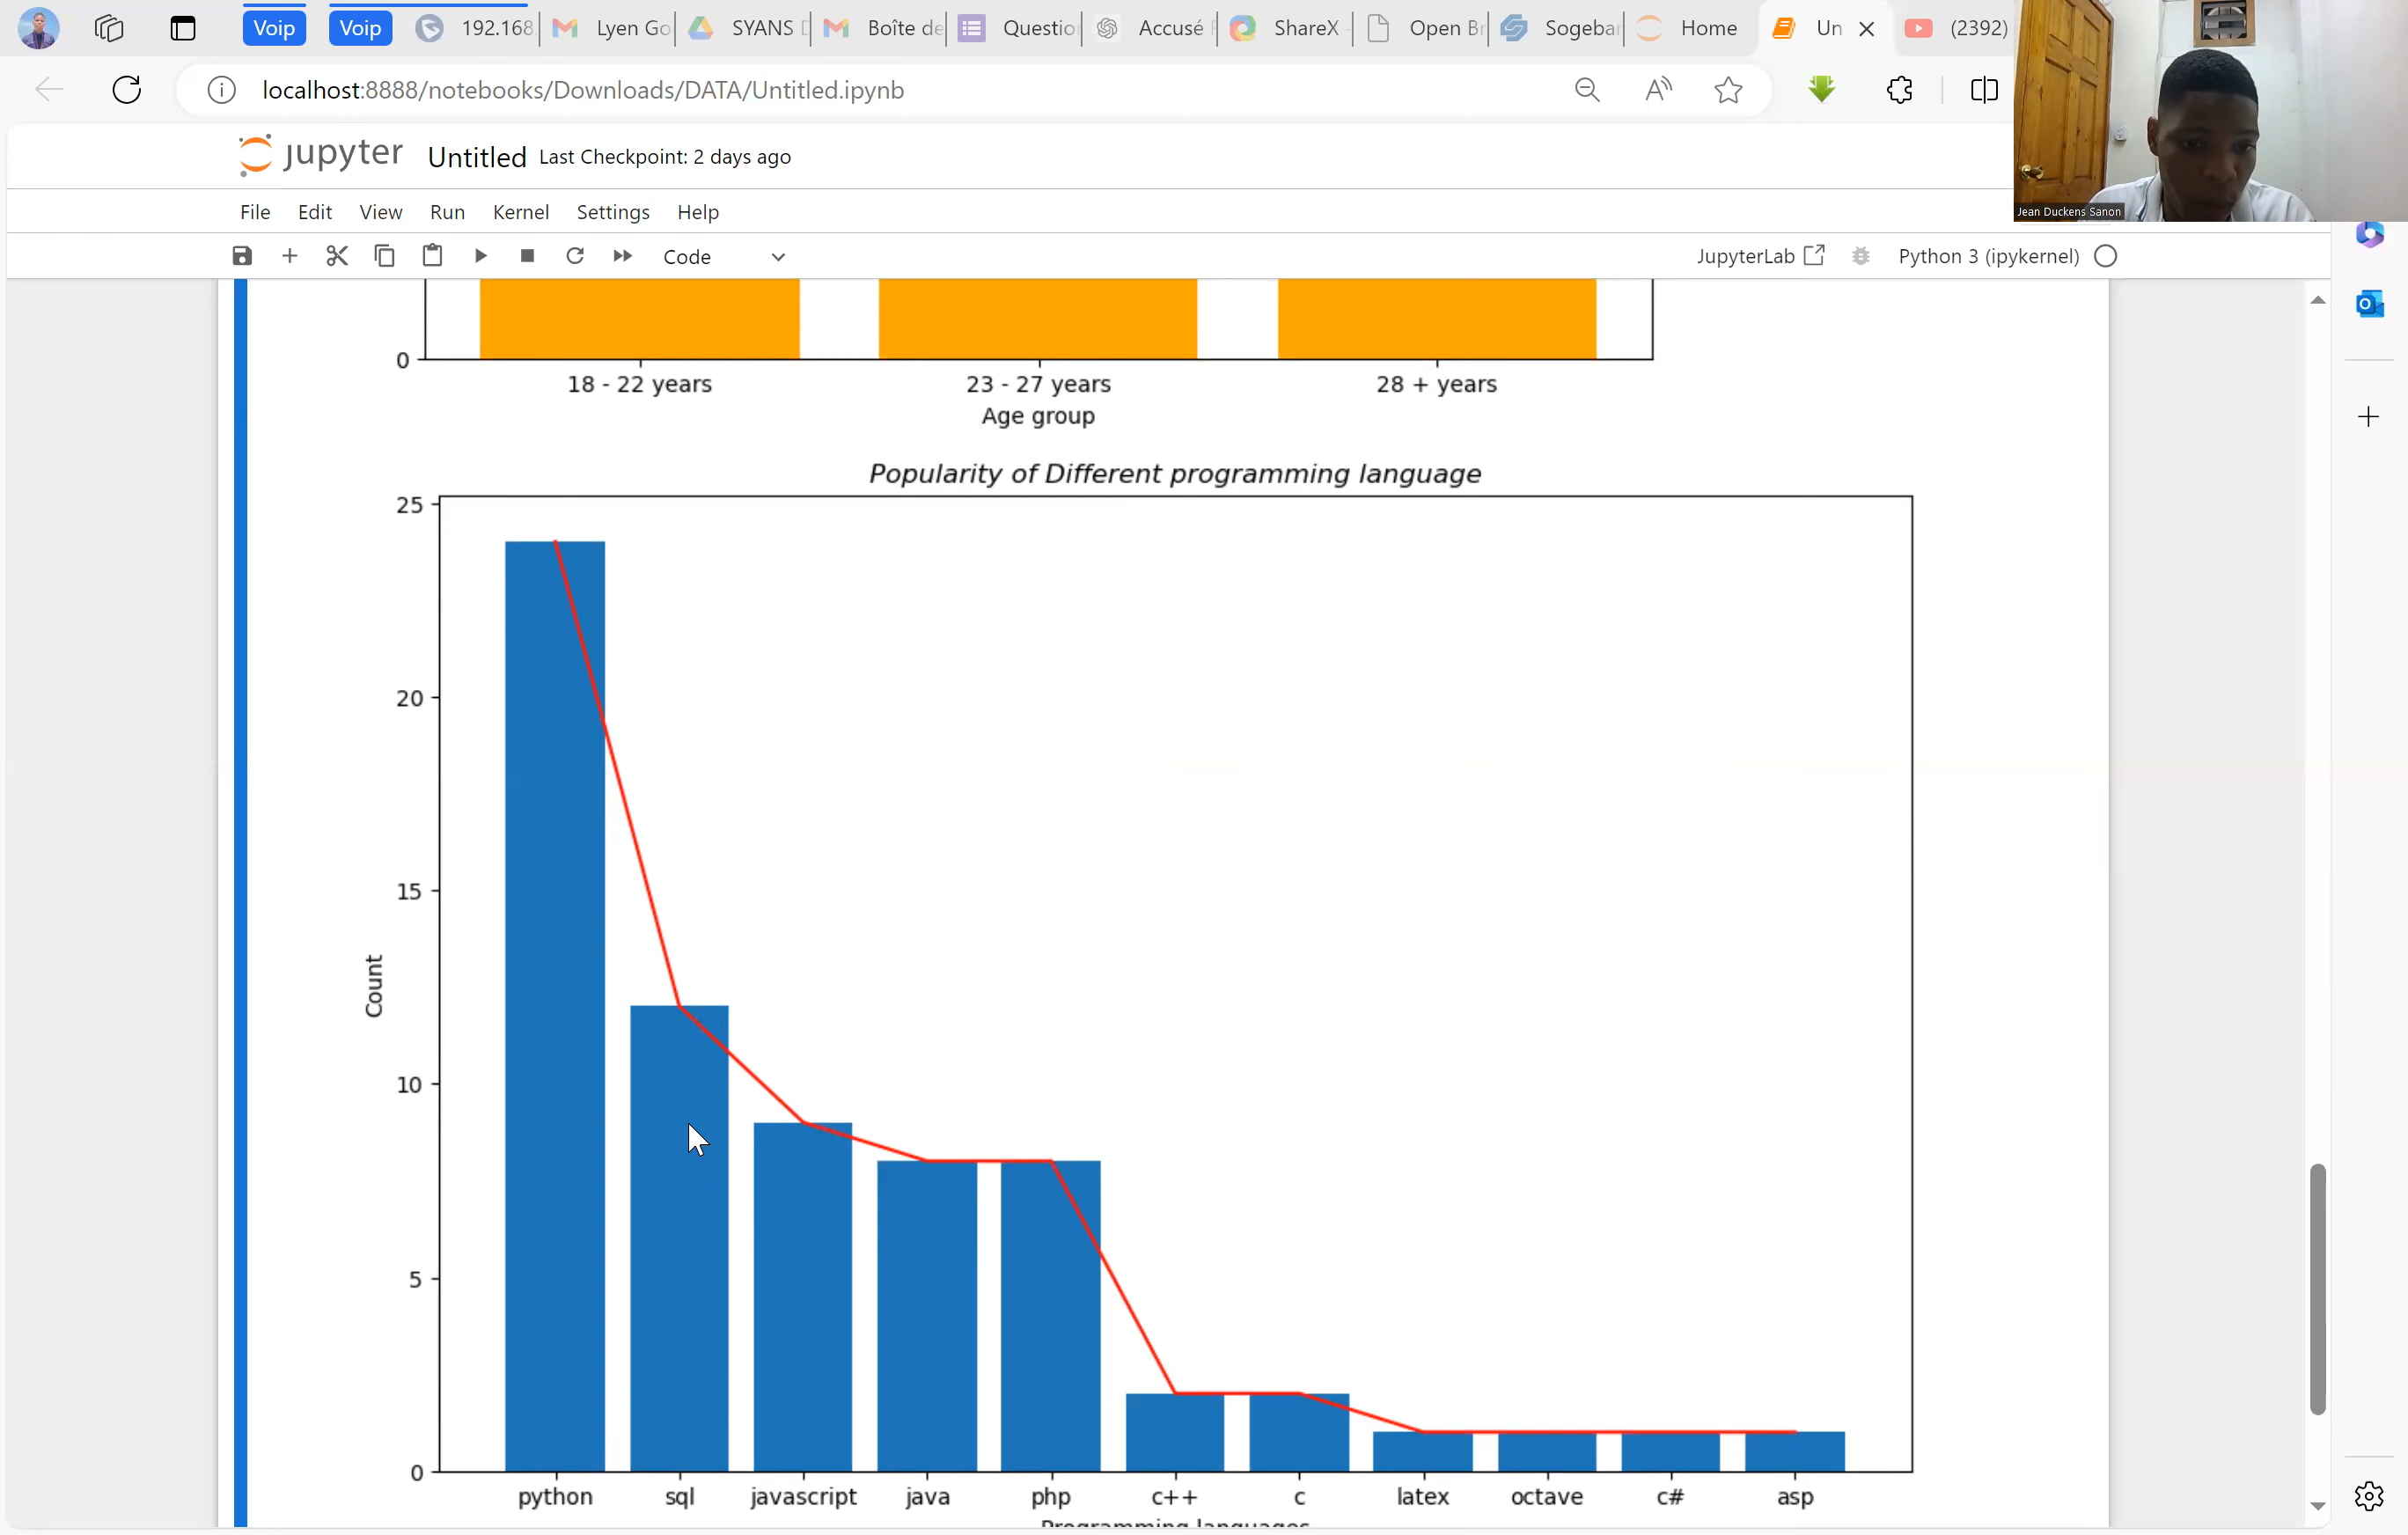 Voip
Voip
192.168
Lyen Go
SYANS
Boîte de
Question
Accusé
ShareX
Open Br
Sogeban
Home
Un
(2392)
localhost:8888/notebooks/Downloads/DATA/Untitled.ipynb
jupyter Untitled Last Checkpoint: 2 days ago
Jean Duckens Sanon
File Edit View Run Kernel Settings Help
Code
JupyterLab
Python 3 (ipykernel)
0
18 - 22 years 23 - 27 years 28 + years
Age group
Popularity of Different programming language
25
20
15
10
5
0
Count
python sql javascript java php c++ c latex octave c# asp
Programming languages